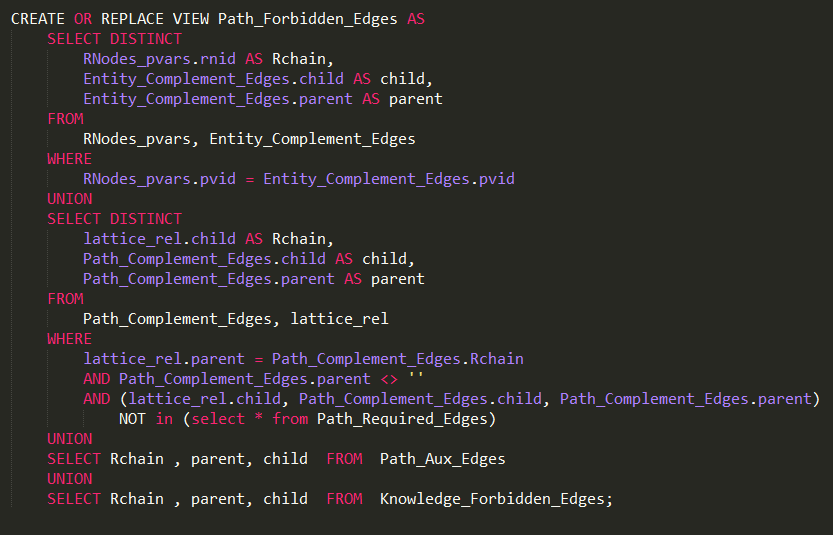 CREATE OR REPLACE VIEW Path_Forbidden_Edges AS
SELECT DISTINCT
RNodes_pvars.rnid AS Rchain,
Entity_Complement_Edges.child AS child,
Entity_Complement_Edges.parent AS parent
FROM
RNodes_pvars, Entity_Complement_Edges
WHERE
RNodes_pvars.pvid = Entity_Complement_Edges.pvid
UNION
SELECT DISTINCT
lattice_rel.child AS Rchain,
Path_Complement_Edges.child AS child,
Path_Complement_Edges.parent AS parent
FROM
Path_Complement_Edges, lattice_rel
WHERE
lattice_rel.parent = Path_Complement_Edges.Rchain
AND Path_Complement_Edges.parent <> ''
AND (lattice_rel.child, Path_Complement_Edges.child, Path_Complement_Edges.parent)
NOT in (select * from Path_Required_Edges)
UNION
SELECT Rchain , parent, child  FROM  Path_Aux_Edges
UNION
SELECT Rchain , parent, child  FROM  Knowledge_Forbidden_Edges;